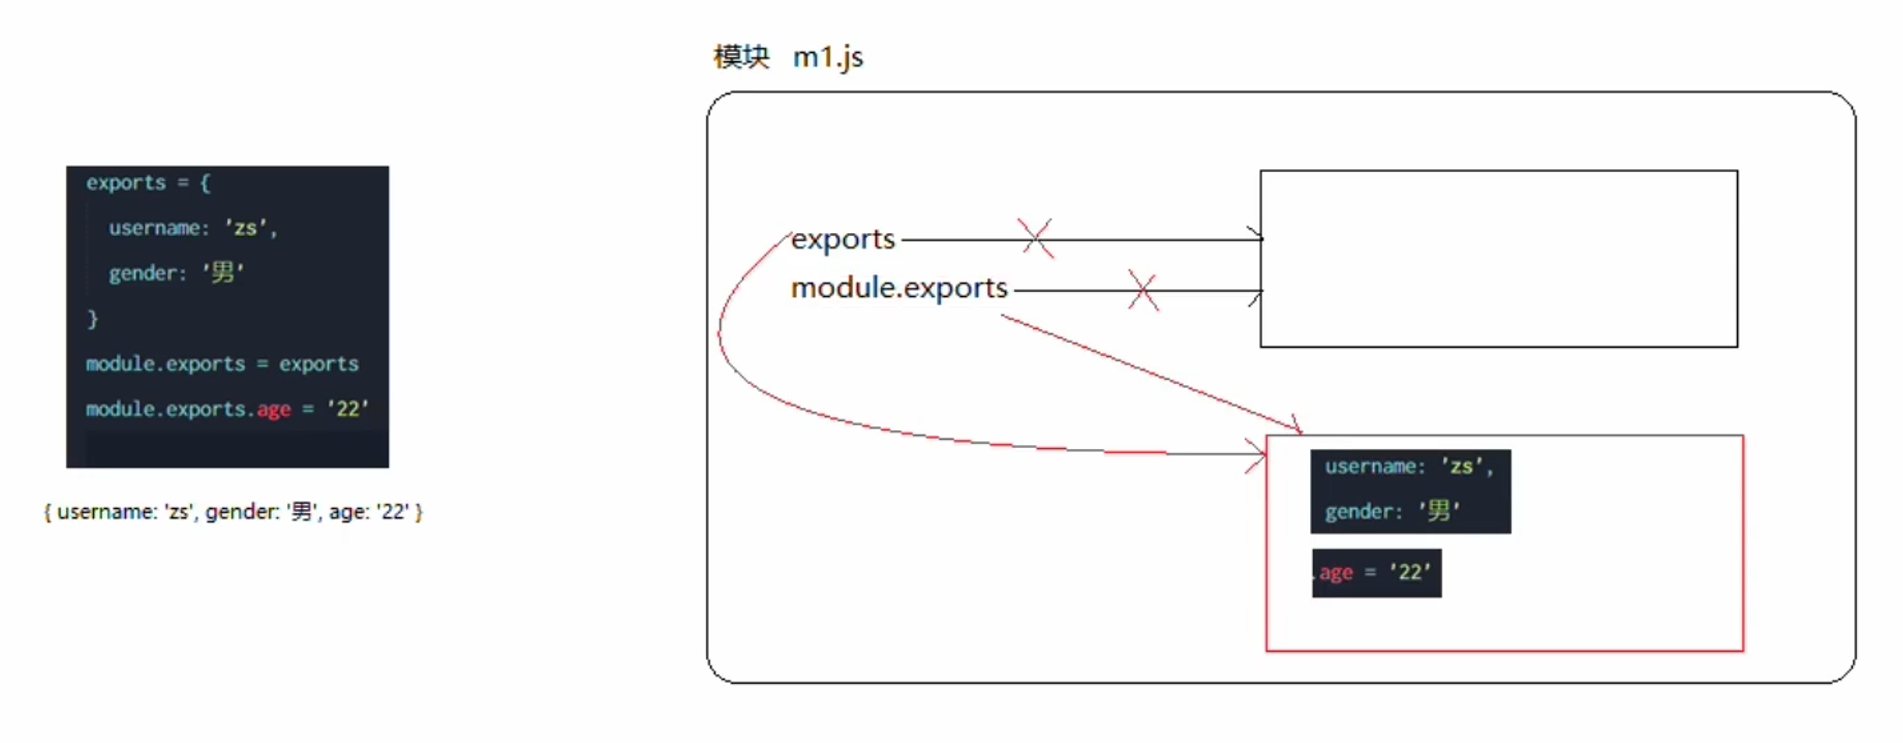 模块 m1.js
exports = {
username: 'zs',
gender: '男'
}
module.exports = exports
module.exports.age = '22'
{ username: 'zs', gender: '男', age: '22' }
exports
module.exports
username: 'zs',
gender: '男'
.age = '22'